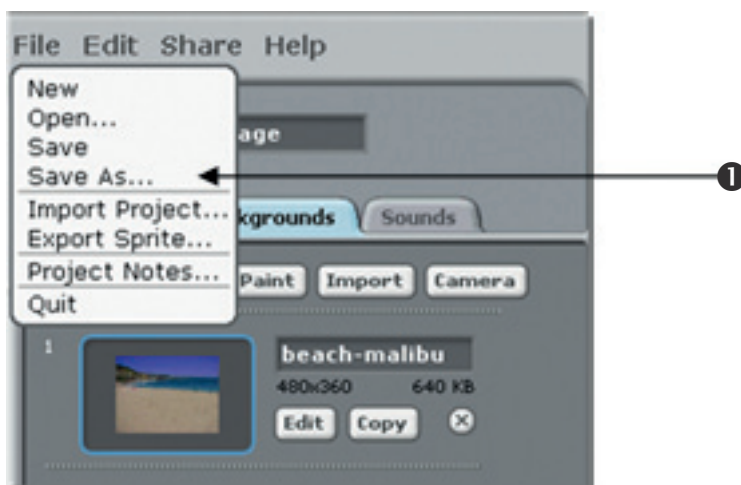 File Edit Share Help
New
Open...
Save
Save As...
Import Project...
Export Sprite...
Project Notes...
Quit
age
kgrounds Sounds
Paint Import Camera
1
beach-malibu
480x360 640 KB
Edit Copy
1